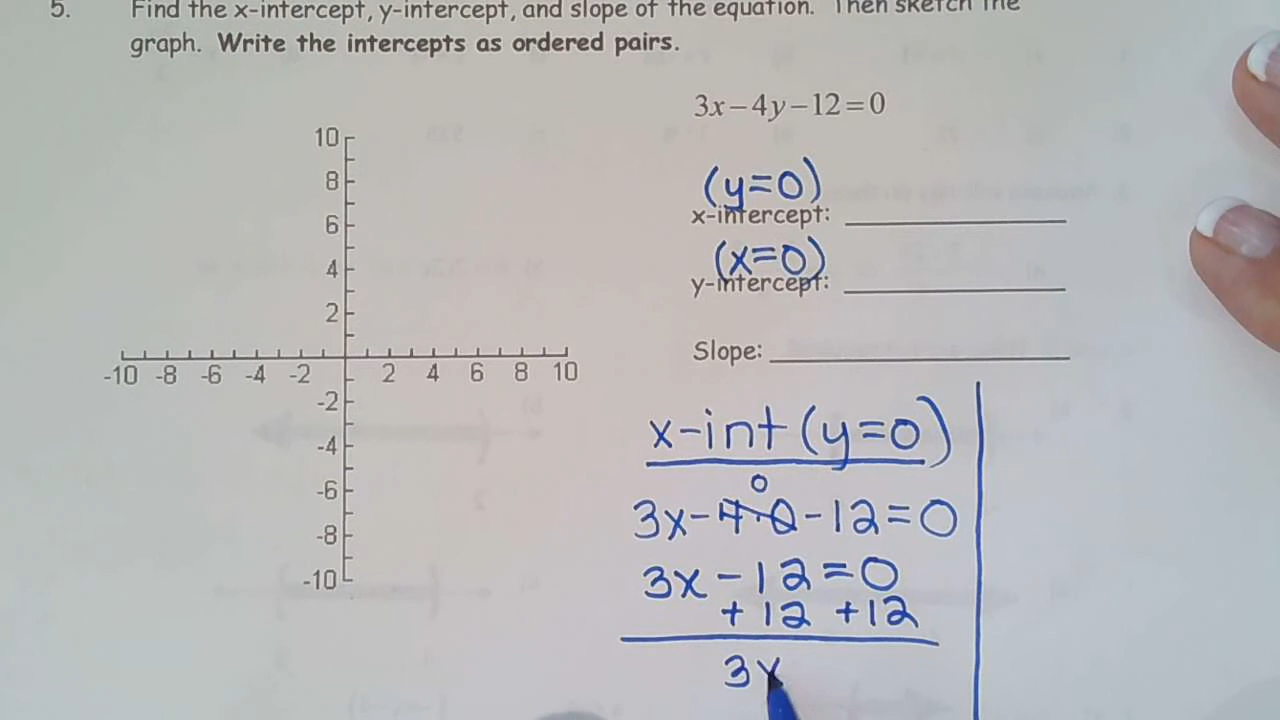 5. Find the x-intercept, y-intercept, and slope of the equation. Then sketch the
graph. Write the intercepts as ordered pairs.
3x-4y-12=0
(y=0)
x-intercept:
(x=0)
y-intercept:
Slope:
10
8
6
4
2
-10 -8 -6 -4 -2 2 4 6 8 10
-2
-4
-6
-8
-10
x-int (y=0)
0
3x-4·0-12=0
3x-12=0
+12 +12
3x